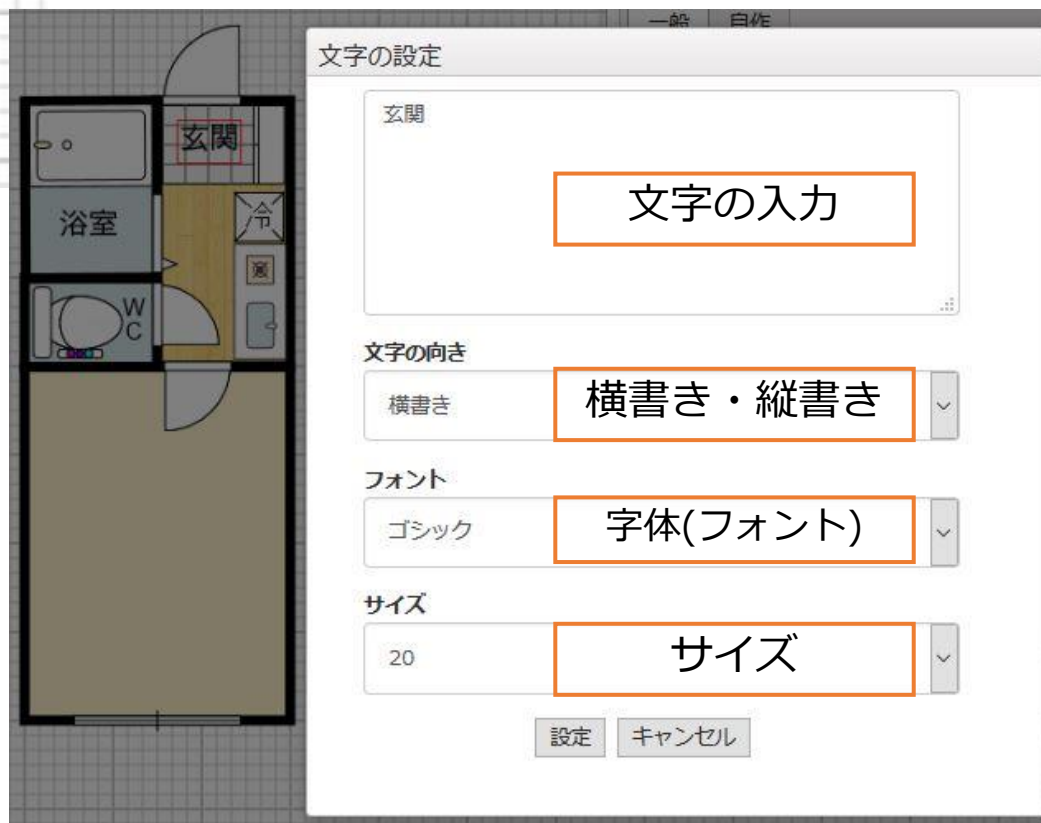 一般 自作
文字の設定
玄関
文字の入力
文字の向き
横書き
横書き・縦書き
フォント
ゴシック
字体(フォント)
サイズ
20
サイズ
設定 キャンセル
玄関
浴室
冷
W
C